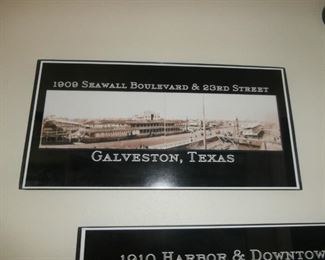 1909 Seawall Boulevard & 23rd Street
Galveston, Texas
1910 Harbor & Downtow